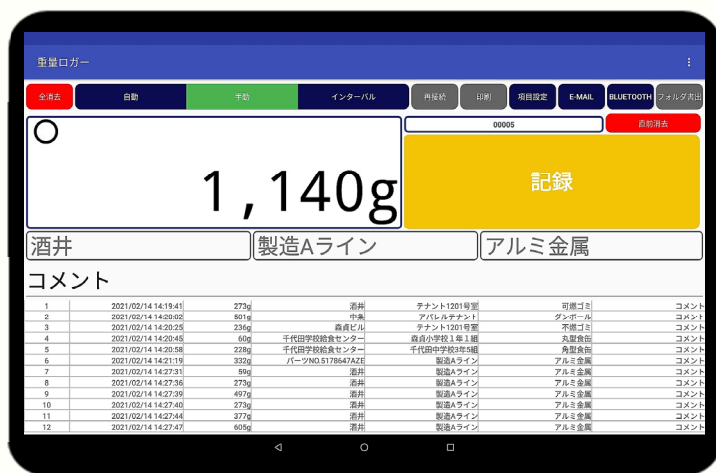 重量ロガー
全消去 自動 手動 インターバル 再接続 印刷 項目設定 E-MAIL BLUETOOTH フォルダ書出
00005 直前消去
1,140g 記録
酒井 製造Aライン アルミ金属
コメント
1 2021/02/14 14:19:41 273g 酒井 テナント1201号室 可燃ゴミ コメント
2 2021/02/14 14:20:02 501g 中条 アパレルテナント ダンボール コメント
3 2021/02/14 14:20:25 236g 森貞ビル テナント1201号室 不燃ゴミ コメント
4 2021/02/14 14:20:45 60g 千代田学校給食センター 森貞小学校１年１組 丸型食缶 コメント
5 2021/02/14 14:20:58 228g 千代田学校給食センター 千代田中学校3年5組 角型食缶 コメント
6 2021/02/14 14:21:19 332g パーツNO.5178647AZE 製造Aライン アルミ金属 コメント
7 2021/02/14 14:27:31 59g 酒井 製造Aライン アルミ金属 コメント
8 2021/02/14 14:27:36 273g 酒井 製造Aライン アルミ金属 コメント
9 2021/02/14 14:27:39 497g 酒井 製造Aライン アルミ金属 コメント
10 2021/02/14 14:27:40 273g 酒井 製造Aライン アルミ金属 コメント
11 2021/02/14 14:27:44 377g 酒井 製造Aライン アルミ金属 コメント
12 2021/02/14 14:27:47 605g 酒井 製造Aライン アルミ金属 コメント